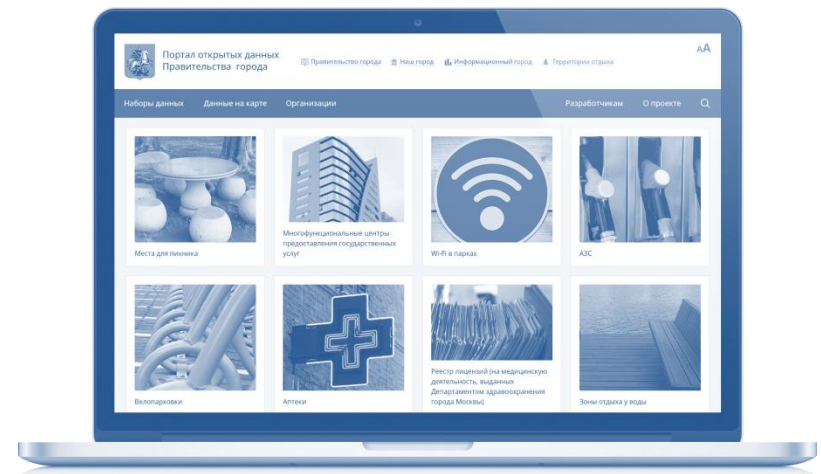 Портал открытых данных
Правительства города
Правительство города Наш город Информационный город Территории отдыха
АА
Наборы данных Данные на карте Организации Разработчикам О проекте
Места для пикника
Многофункциональные центры
предоставления государственных
услуг
Wi-Fi в парках
АЗС
Велопарковки
Аптеки
Реестр лицензий (на медицинскую
деятельность, выданных
Департаментом здравоохранения
города Москвы)
Зоны отдыха у воды